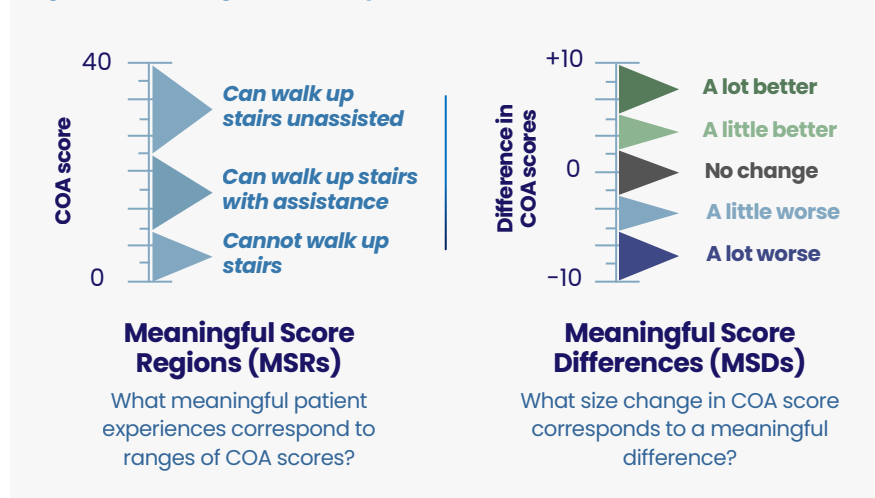 40
COA score
0
Can walk up
stairs unassisted
Can walk up stairs
with assistance
Cannot walk up
stairs
Meaningful Score
Regions (MSRs)
What meaningful patient
experiences correspond to
ranges of COA scores?
+10
Difference in
COA scores
0
−10
A lot better
A little better
No change
A little worse
A lot worse
Meaningful Score
Differences (MSDs)
What size change in COA score
corresponds to a meaningful
difference?